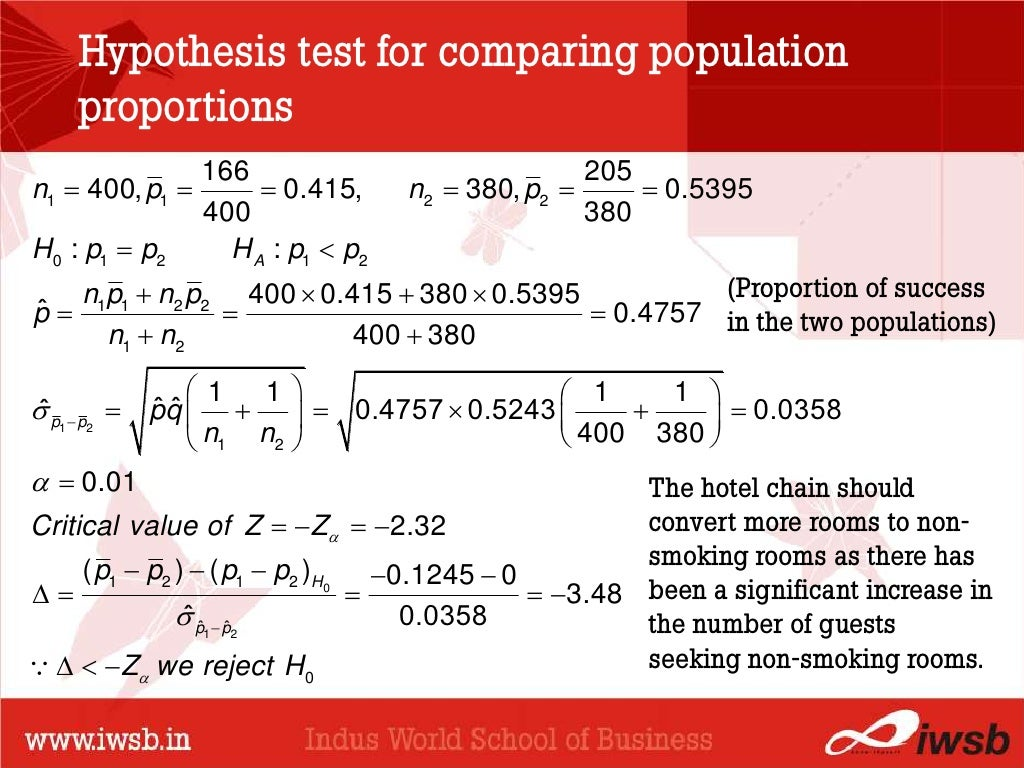 Hypothesis test for comparing population
proportions
n₁ = 400, p̅₁ = 166/400 = 0.415, n₂ = 380, p̅₂ = 205/380 = 0.5395
H₀ : p₁ = p₂ H_A : p₁ < p₂
p̂ = (n₁p̅₁ + n₂p̅₂)/(n₁ + n₂) = (400 × 0.415 + 380 × 0.5395)/(400 + 380) = 0.4757
(Proportion of success
in the two populations)
σ̂_p̅₁−p̅₂ = √(p̂q̂(1/n₁ + 1/n₂)) = √(0.4757 × 0.5243(1/400 + 1/380)) = 0.0358
α = 0.01
Critical value of Z = −Z_α = −2.32
Δ = ((p̅₁ − p̅₂) − (p₁ − p₂)_H₀)/σ̂_p̂₁−p̂₂ = (−0.1245 − 0)/0.0358 = −3.48
∵ Δ < −Z_α we reject H₀
The hotel chain should
convert more rooms to non-
smoking rooms as there has
been a significant increase in
the number of guests
seeking non-smoking rooms.
www.iwsb.in
Indus World School of Business
iwsb